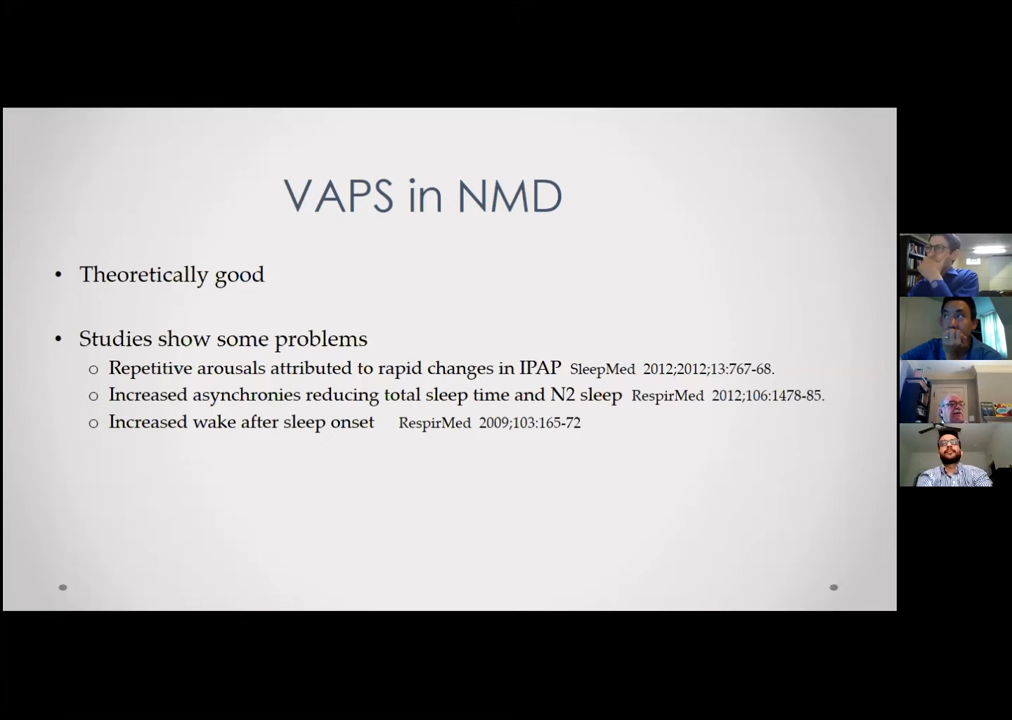 VAPS in NMD
• Theoretically good
• Studies show some problems
o Repetitive arousals attributed to rapid changes in IPAP SleepMed 2012;2012;13:767-68.
o Increased asynchronies reducing total sleep time and N2 sleep RespirMed 2012;106:1478-85.
o Increased wake after sleep onset RespirMed 2009;103:165-72